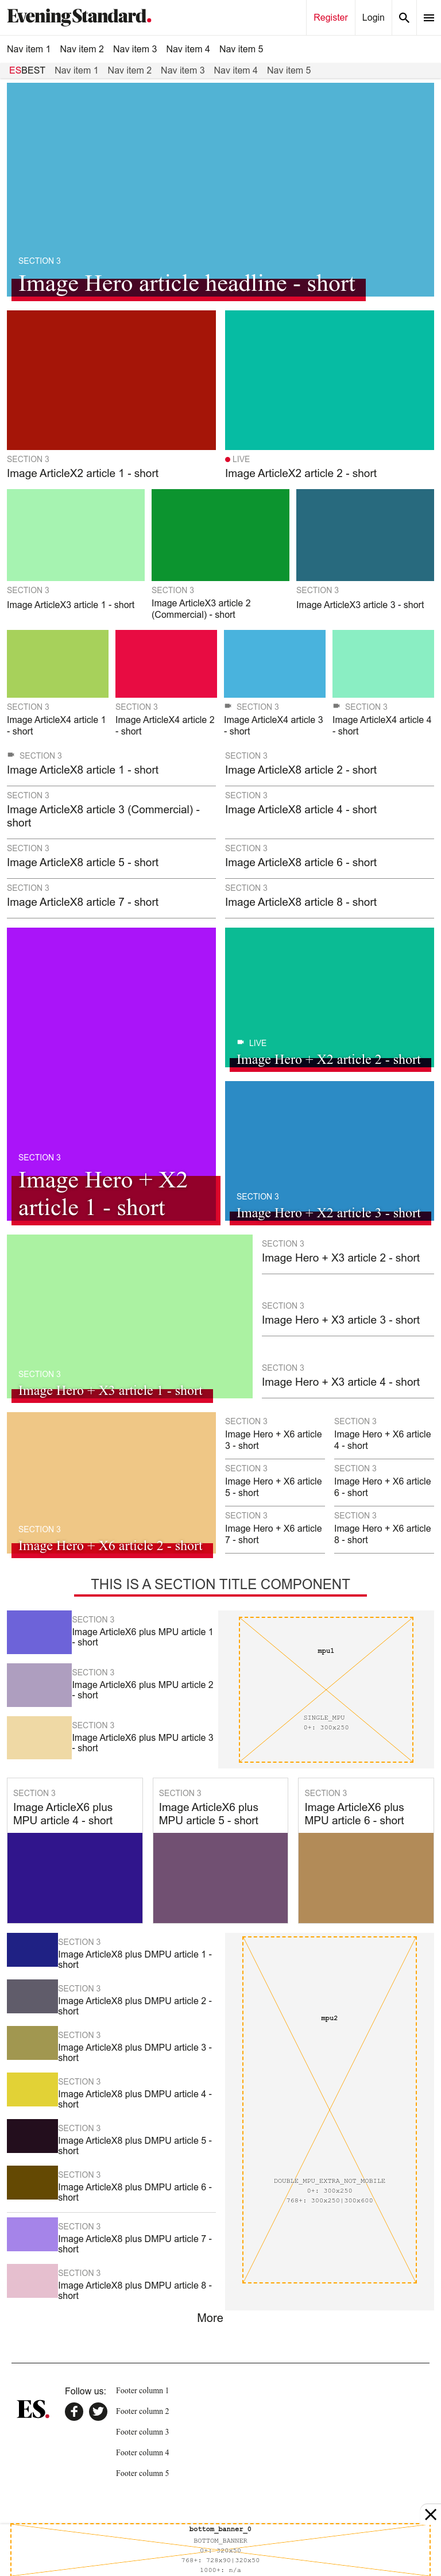 Evening Standard.
Register
Login
Nav item 1
Nav item 2
Nav item 3
Nav item 4
Nav item 5
ESBEST
Nav item 1
Nav item 2
Nav item 3
Nav item 4
Nav item 5
SECTION 3
Image Hero article headline - short
SECTION 3
Image ArticleX2 article 1 - short
LIVE
Image ArticleX2 article 2 - short
SECTION 3
Image ArticleX3 article 1 - short
SECTION 3
Image ArticleX3 article 2
(Commercial) - short
SECTION 3
Image ArticleX3 article 3 - short
SECTION 3
Image ArticleX4 article 1
- short
SECTION 3
Image ArticleX4 article 2
- short
SECTION 3
Image ArticleX4 article 3
- short
SECTION 3
Image ArticleX4 article 4
- short
SECTION 3
Image ArticleX8 article 1 - short
SECTION 3
Image ArticleX8 article 2 - short
SECTION 3
Image ArticleX8 article 3 (Commercial) -
short
SECTION 3
Image ArticleX8 article 4 - short
SECTION 3
Image ArticleX8 article 5 - short
SECTION 3
Image ArticleX8 article 6 - short
SECTION 3
Image ArticleX8 article 7 - short
SECTION 3
Image ArticleX8 article 8 - short
SECTION 3
Image Hero + X2
article 1 - short
LIVE
Image Hero + X2 article 2 - short
SECTION 3
Image Hero + X2 article 3 - short
SECTION 3
Image Hero + X3 article 1 - short
SECTION 3
Image Hero + X3 article 2 - short
SECTION 3
Image Hero + X3 article 3 - short
SECTION 3
Image Hero + X3 article 4 - short
SECTION 3
Image Hero + X6 article 2 - short
SECTION 3
Image Hero + X6 article
3 - short
SECTION 3
Image Hero + X6 article
4 - short
SECTION 3
Image Hero + X6 article
5 - short
SECTION 3
Image Hero + X6 article
6 - short
SECTION 3
Image Hero + X6 article
7 - short
SECTION 3
Image Hero + X6 article
8 - short
THIS IS A SECTION TITLE COMPONENT
SECTION 3
Image ArticleX6 plus MPU article 1
- short
SECTION 3
Image ArticleX6 plus MPU article 2
- short
SECTION 3
Image ArticleX6 plus MPU article 3
- short
mpu1
SINGLE_MPU
0+: 300x250
SECTION 3
Image ArticleX6 plus
MPU article 4 - short
SECTION 3
Image ArticleX6 plus
MPU article 5 - short
SECTION 3
Image ArticleX6 plus
MPU article 6 - short
SECTION 3
Image ArticleX8 plus DMPU article 1 -
short
SECTION 3
Image ArticleX8 plus DMPU article 2 -
short
SECTION 3
Image ArticleX8 plus DMPU article 3 -
short
SECTION 3
Image ArticleX8 plus DMPU article 4 -
short
SECTION 3
Image ArticleX8 plus DMPU article 5 -
short
SECTION 3
Image ArticleX8 plus DMPU article 6 -
short
SECTION 3
Image ArticleX8 plus DMPU article 7 -
short
SECTION 3
Image ArticleX8 plus DMPU article 8 -
short
mpu2
DOUBLE_MPU_EXTRA_NOT_MOBILE
0+: 300x250
768+: 300x250|300x600
More
ES.
Follow us:
Footer column 1
Footer column 2
Footer column 3
Footer column 4
Footer column 5
bottom_banner_0
BOTTOM_BANNER
0+: 320x50
768+: 728x90|320x50
1000+: n/a